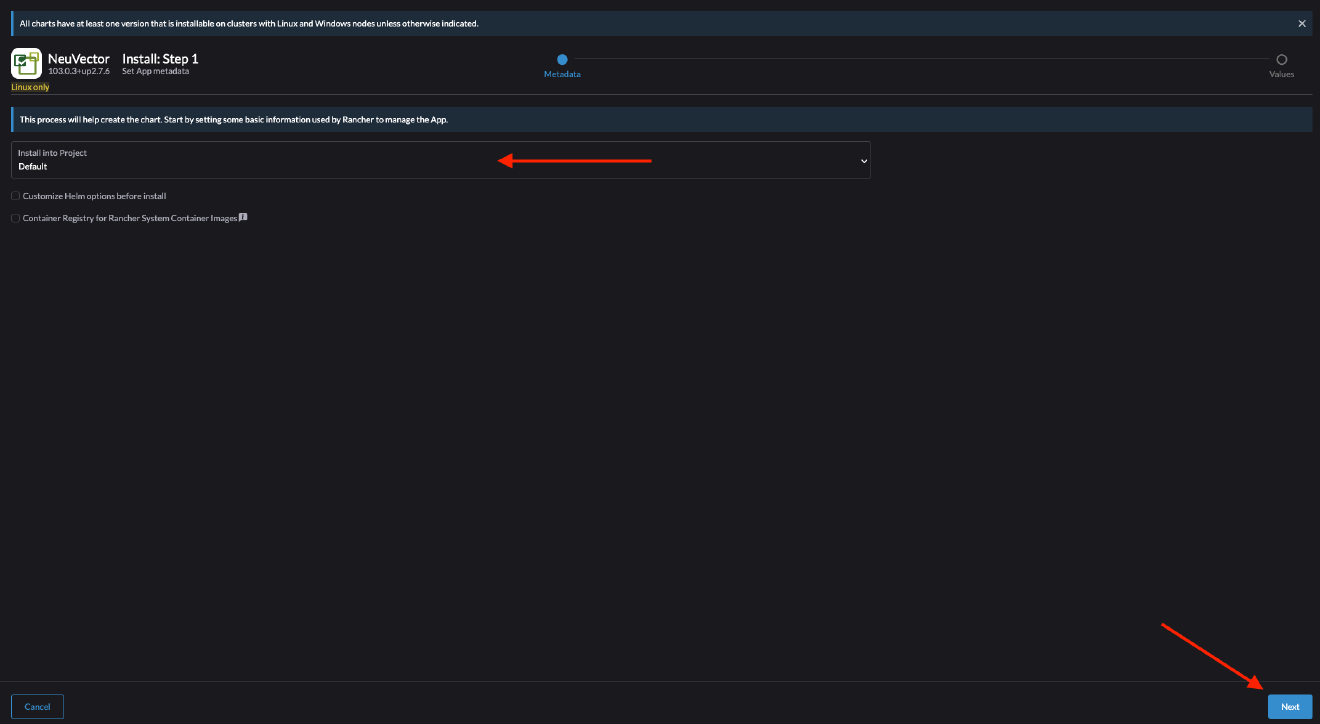 All charts have at least one version that is installable on clusters with Linux and Windows nodes unless otherwise indicated.
NeuVector
Install: Step 1
103.0.3+up2.7.6
Set App metadata
Linux only
Metadata
Values
This process will help create the chart. Start by setting some basic information used by Rancher to manage the App.
Install into Project
Default
Customize Helm options before install
Container Registry for Rancher System Container Images
Cancel
Next